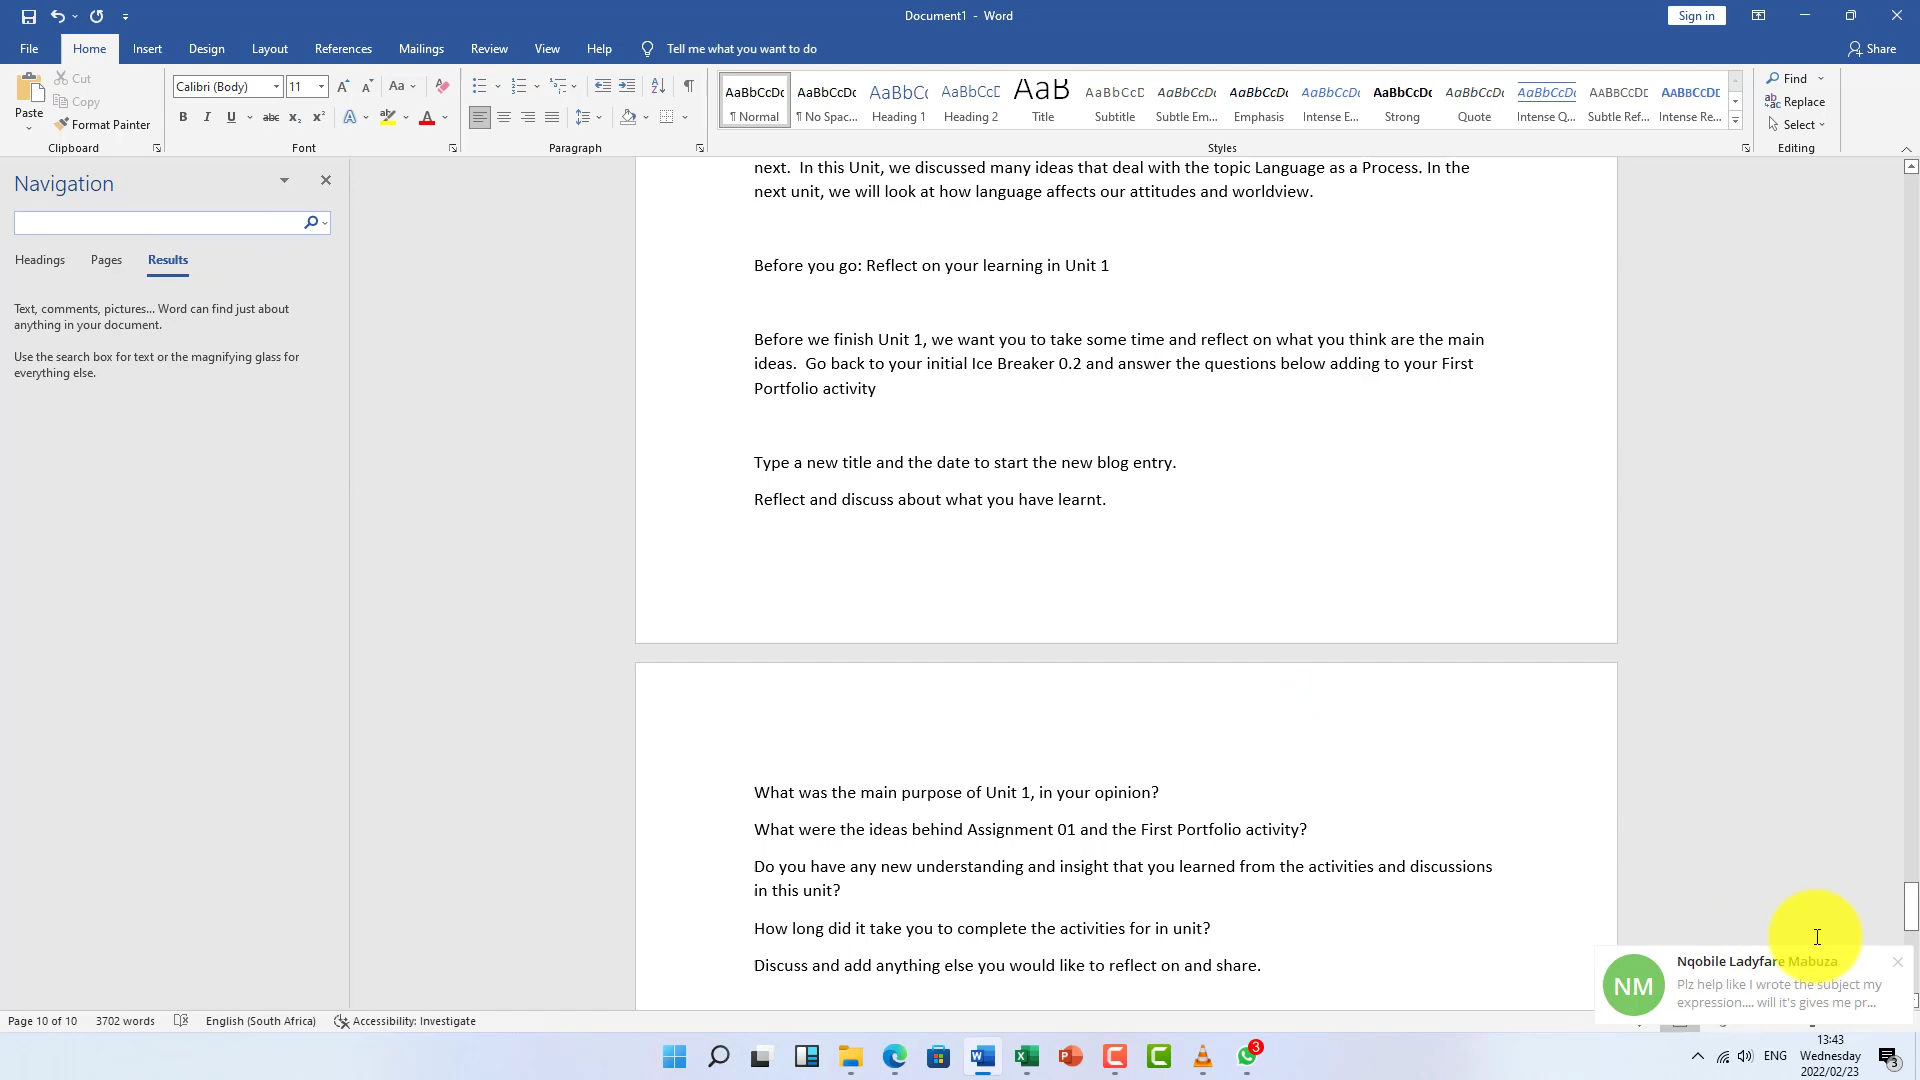 Document1 - Word
Sign in
File Home Insert Design Layout References Mailings Review View Help Tell me what you want to do Share
Paste
Cut
Copy
Format Painter
Clipboard
Calibri (Body) 11
Font
Paragraph
AaBbCcDc AaBbCcDc AaBbCc AaBbCcD AaB AaBbCcD AaBbCcDc AaBbCcDc AaBbCcDc AaBbCcDc AaBbCcDc AaBbCcDc AaBbCcDc AaBbCcDc
¶ Normal ¶ No Spac... Heading 1 Heading 2 Title Subtitle Subtle Em... Emphasis Intense E... Strong Quote Intense Q... Subtle Ref... Intense Re...
Styles
Find
Replace
Select
Editing
Navigation
Headings Pages Results
Text, comments, pictures... Word can find just about
anything in your document.
Use the search box for text or the magnifying glass for
everything else.
next.  In this Unit, we discussed many ideas that deal with the topic Language as a Process. In the
next unit, we will look at how language affects our attitudes and worldview.
Before you go: Reflect on your learning in Unit 1
Before we finish Unit 1, we want you to take some time and reflect on what you think are the main
ideas.  Go back to your initial Ice Breaker 0.2 and answer the questions below adding to your First
Portfolio activity
Type a new title and the date to start the new blog entry.
Reflect and discuss about what you have learnt.
What was the main purpose of Unit 1, in your opinion?
What were the ideas behind Assignment 01 and the First Portfolio activity?
Do you have any new understanding and insight that you learned from the activities and discussions
in this unit?
How long did it take you to complete the activities for in unit?
Discuss and add anything else you would like to reflect on and share.
NM
Nqobile Ladyfare Mabuza
Plz help like I wrote the subject my
expression.... will it's gives me pr...
Page 10 of 10 3702 words English (South Africa) Accessibility: Investigate
3
ENG
13:43
Wednesday
2022/02/23
3